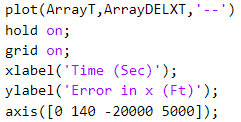 plot(ArrayT,ArrayDELXT,'--')
hold on;
grid on;
xlabel('Time (Sec)');
ylabel('Error in x (Ft)');
axis([0 140 -20000 5000]);